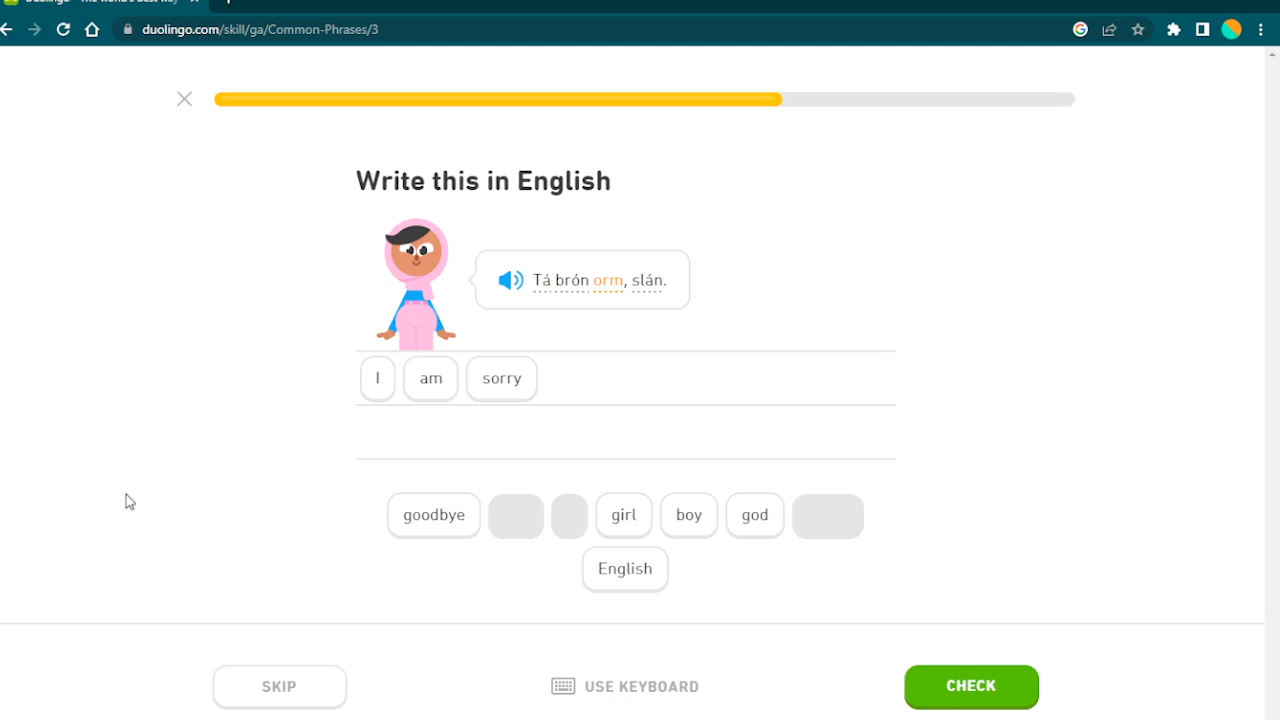 duolingo.com/skill/ga/Common-Phrases/3
Write this in English
Tá brón orm, slán.
I am sorry
goodbye girl boy god
English
SKIP USE KEYBOARD CHECK